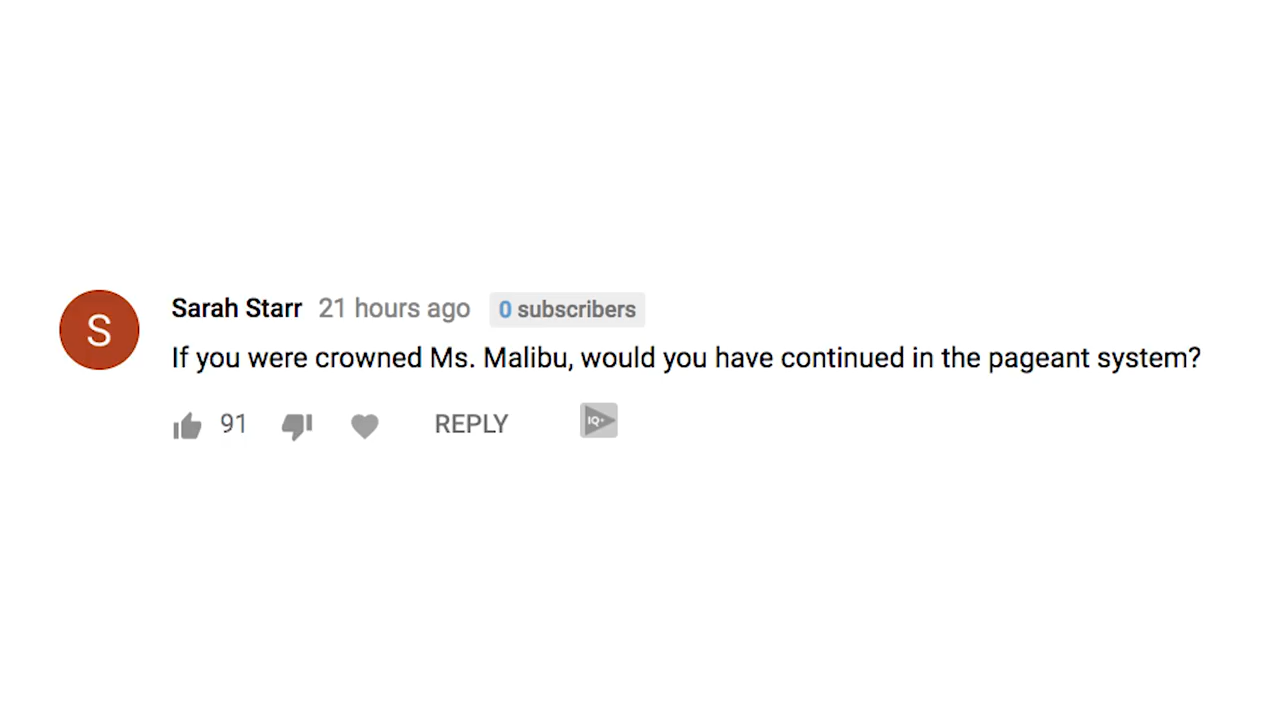 S
Sarah Starr 21 hours ago 0 subscribers
If you were crowned Ms. Malibu, would you have continued in the pageant system?
91 REPLY IQ+